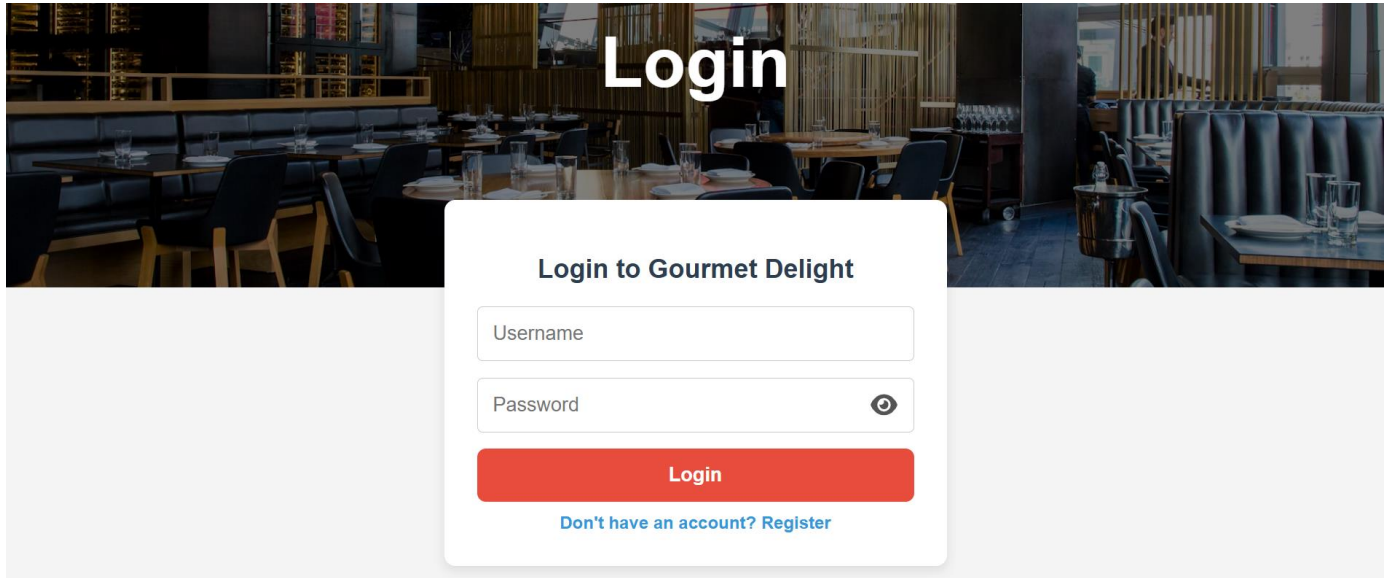 Login
Login to Gourmet Delight
Username
Password
Login
Don't have an account? Register